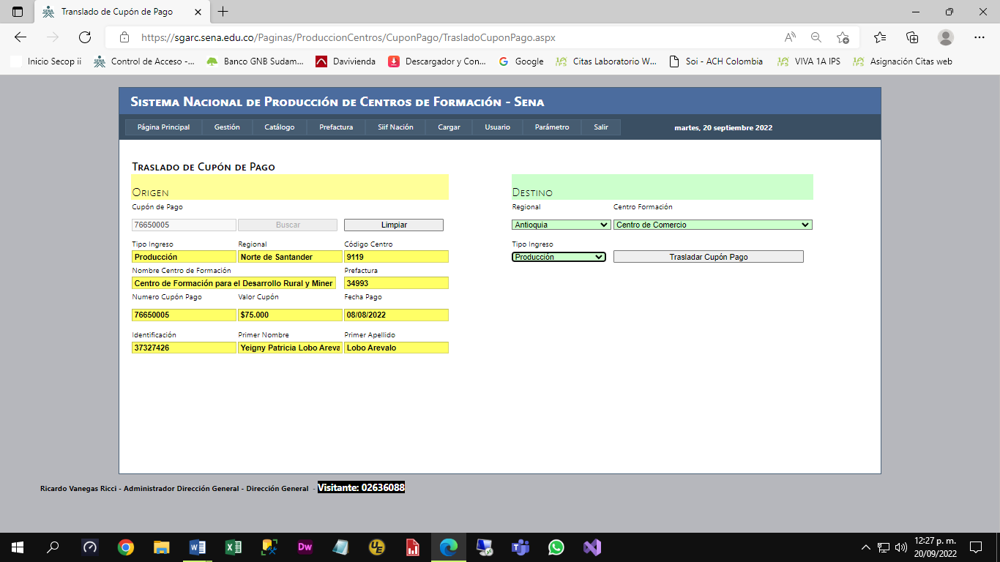 Translado de Cupón de Pago
https://sgarc.sena.edu.co/Paginas/ProduccionCentros/CuponPago/TrasladoCuponPago.aspx
Inicio Secop ii
Control de Acceso -...
Banco GNB Sudam...
Davivienda
Descargador y Con...
Google
Citas Laboratorio W...
Soi - ACH Colombia
VIVA 1A IPS
Asignación Citas web
Sistema Nacional de Producción de Centros de Formación - Sena
Página Principal Gestión Catálogo Prefactura Siif Nación Cargar Usuario Parámetro Salir martes, 20 septiembre 2022
Traslado de Cupón de Pago
Origen
Cupón de Pago
76650005 Buscar Limpiar
Tipo Ingreso Regional Código Centro
Producción Norte de Santander 9119
Nombre Centro de Formación Prefactura
Centro de Formación para el Desarrollo Rural y Miner 34993
Numero Cupón Pago Valor Cupón Fecha Pago
76650005 $75.000 08/08/2022
Identificación Primer Nombre Primer Apellido
37327426 Yeigny Patricia Lobo Areva Lobo Arevalo
Destino
Regional Centro Formación
Antioquia Centro de Comercio
Tipo Ingreso
Producción Trasladar Cupón Pago
Ricardo Vanegas Ricci - Administrador Dirección General - Dirección General - Visitante: 02636088
12:27 p. m.
20/09/2022